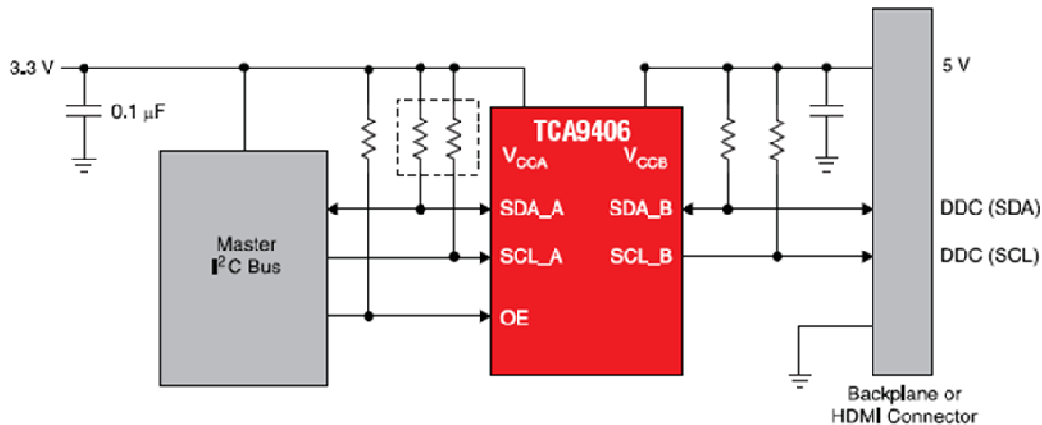 3.3 V
5 V
0.1 μF
TCA9406
VCCA
VCCB
SDA_A
SDA_B
DDC (SDA)
Master
I²C Bus
SCL_A
SCL_B
DDC (SCL)
OE
Backplane or
HDMI Connector